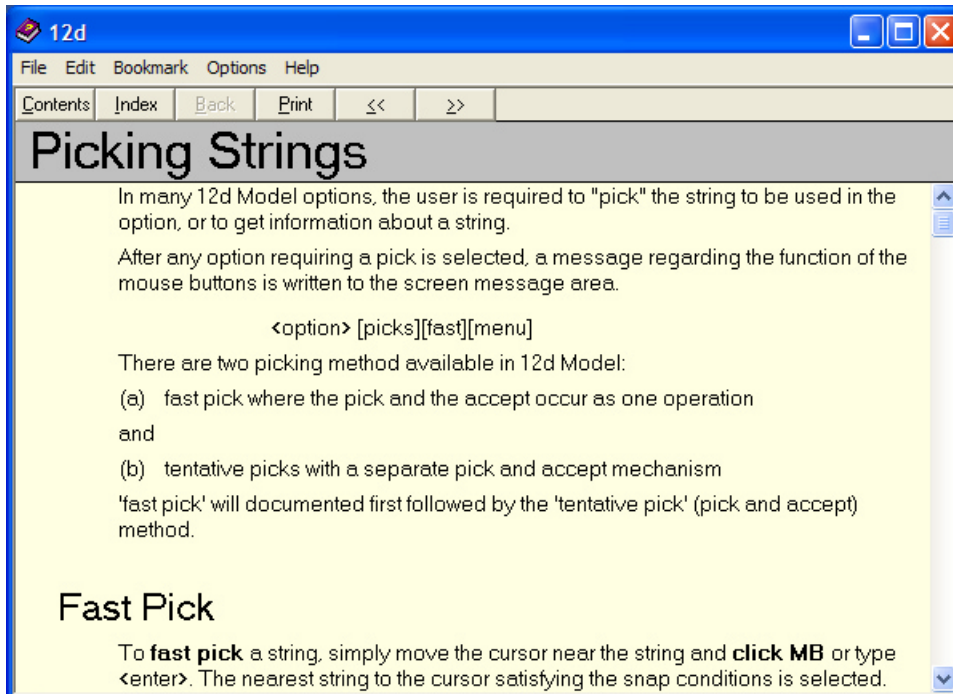 12d
File Edit Bookmark Options Help
Contents Index Back Print << >>
Picking Strings
In many 12d Model options, the user is required to "pick" the string to be used in the
option, or to get information about a string.
After any option requiring a pick is selected, a message regarding the function of the
mouse buttons is written to the screen message area.
<option> [picks][fast][menu]
There are two picking method available in 12d Model:
(a) fast pick where the pick and the accept occur as one operation
and
(b) tentative picks with a separate pick and accept mechanism
'fast pick' will documented first followed by the 'tentative pick' (pick and accept)
method.
Fast Pick
To fast pick a string, simply move the cursor near the string and click MB or type
<enter>. The nearest string to the cursor satisfying the snap conditions is selected.